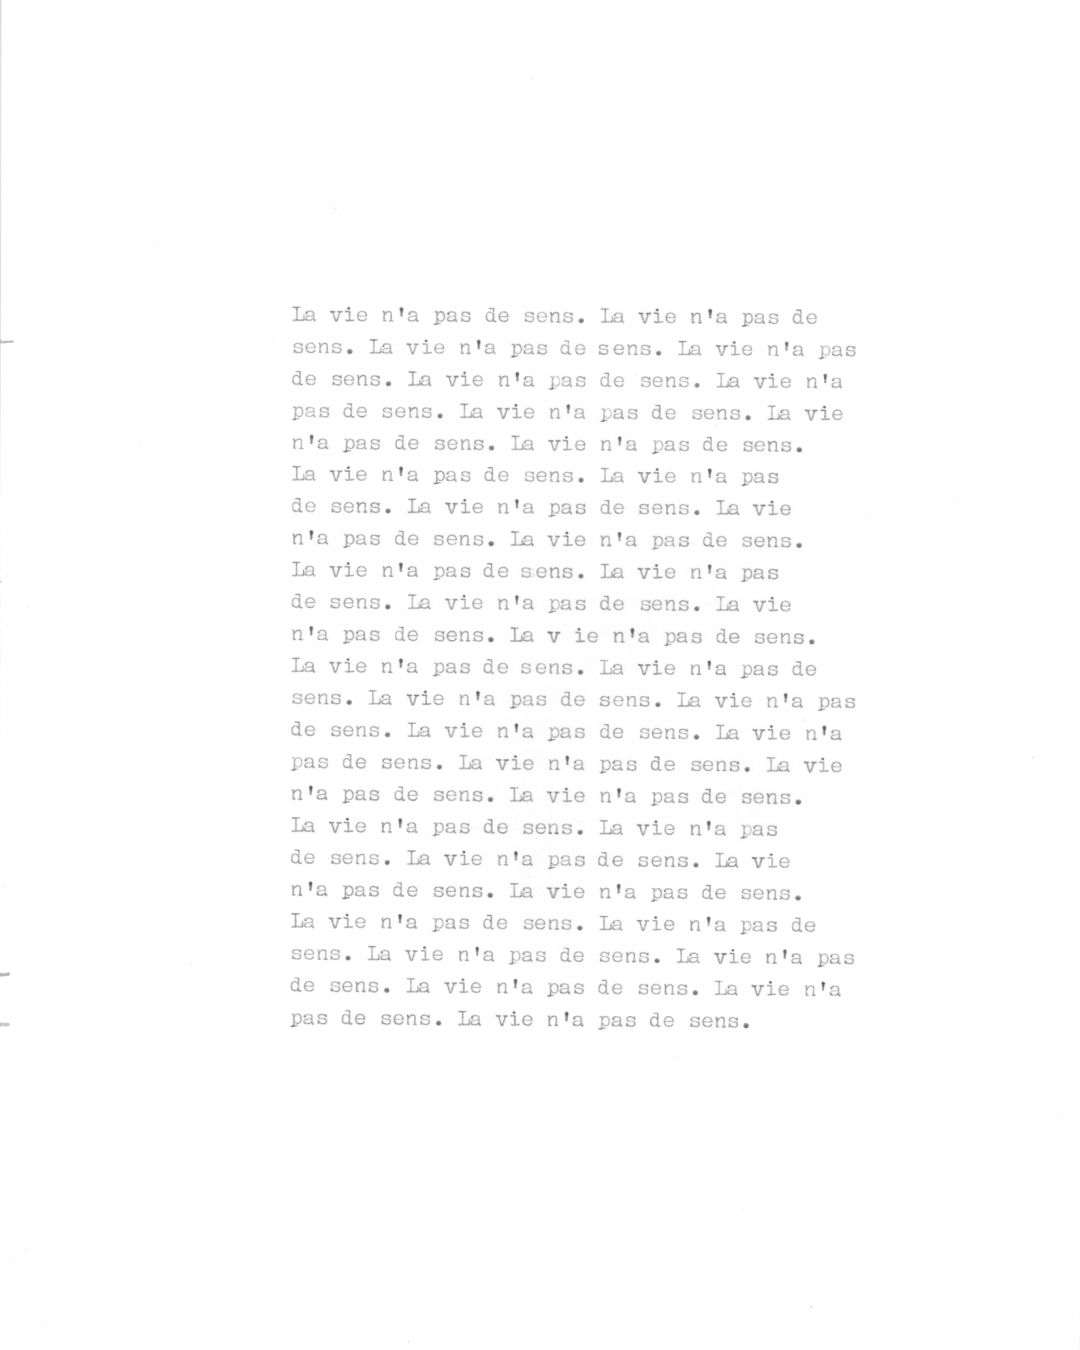 La vie n'a pas de sens. La vie n'a pas de
sens. La vie n'a pas de sens. La vie n'a pas
de sens. La vie n'a pas de sens. La vie n'a
pas de sens. La vie n'a pas de sens. La vie
n'a pas de sens. La vie n'a pas de sens.
La vie n'a pas de sens. La vie n'a pas
de sens. La vie n'a pas de sens. La vie
n'a pas de sens. La vie n'a pas de sens.
La vie n'a pas de sens. La vie n'a pas
de sens. La vie n'a pas de sens. La vie
n'a pas de sens. La v ie n'a pas de sens.
La vie n'a pas de sens. La vie n'a pas de
sens. La vie n'a pas de sens. La vie n'a pas
de sens. La vie n'a pas de sens. La vie n'a
pas de sens. La vie n'a pas de sens. La vie
n'a pas de sens. La vie n'a pas de sens.
La vie n'a pas de sens. La vie n'a pas
de sens. La vie n'a pas de sens. La vie
n'a pas de sens. La vie n'a pas de sens.
La vie n'a pas de sens. La vie n'a pas de
sens. La vie n'a pas de sens. La vie n'a pas
de sens. La vie n'a pas de sens. La vie n'a
pas de sens. La vie n'a pas de sens.